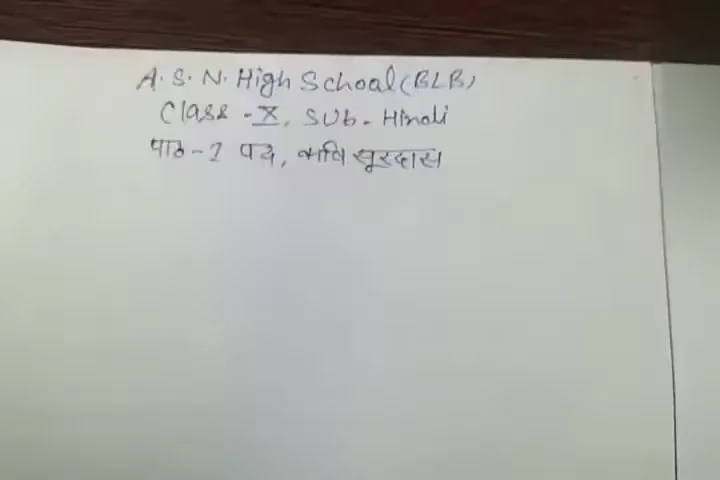 A. S. N. High School (BLB)
Class - X, Sub - Hindi
पाठ - 1 पद, कवि सूरदास